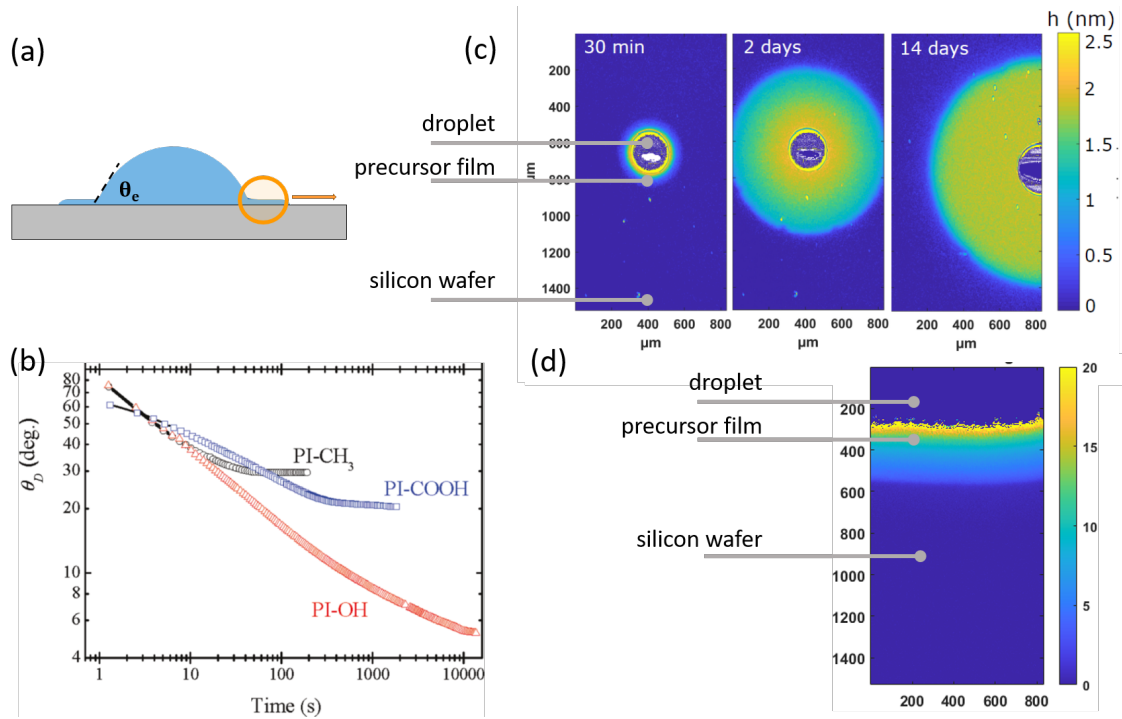 (a)
θe
(c)
h (nm)
30 min
2 days
14 days
2.5
2
1.5
1
0.5
0
200
400
600
800
1000
1200
1400
μm
droplet
precursor film
silicon wafer
200 400 600 800
200 400 600 800
200 400 600 800
μm
μm
μm
(b)
80
60
50
40
30
20
10
8
6
4
θD (deg.)
PI-CH3
PI-COOH
PI-OH
1 10 100 1000 10000
Time (s)
(d)
droplet
precursor film
silicon wafer
200
400
600
800
1000
1200
1400
200 400 600 800
20
15
10
5
0